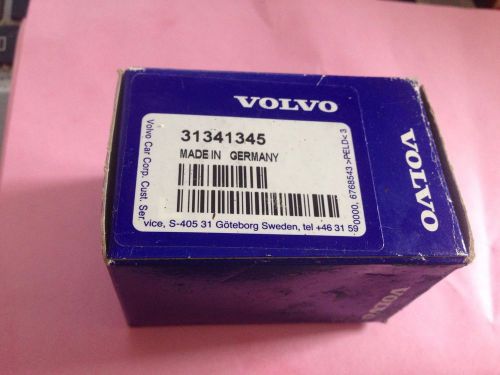 VOLVO
31341345
MADE IN GERMANY
Volvo Car Corp. Cust. Ser
vice, S-405 31 Göteborg Sweden, tel +46 31 59
0000, 6768543 >PELD< 3
VOLVO
VOLVO